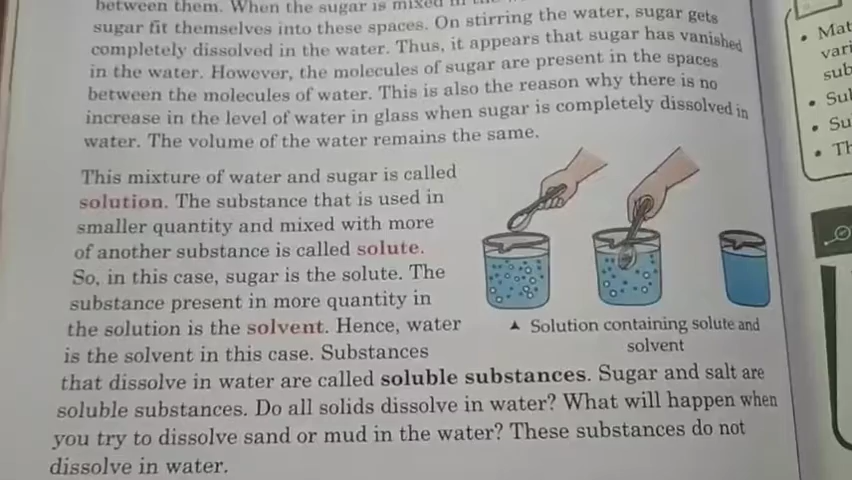 between them. When the sugar is mixed in the
sugar fit themselves into these spaces. On stirring the water, sugar gets
completely dissolved in the water. Thus, it appears that sugar has vanished
in the water. However, the molecules of sugar are present in the spaces
between the molecules of water. This is also the reason why there is no
increase in the level of water in glass when sugar is completely dissolved in
water. The volume of the water remains the same.
This mixture of water and sugar is called
solution. The substance that is used in
smaller quantity and mixed with more
of another substance is called solute.
So, in this case, sugar is the solute. The
substance present in more quantity in
the solution is the solvent. Hence, water
is the solvent in this case. Substances
that dissolve in water are called soluble substances. Sugar and salt are
soluble substances. Do all solids dissolve in water? What will happen when
you try to dissolve sand or mud in the water? These substances do not
dissolve in water.
▲ Solution containing solute and
solvent
• Mat
vari
sub
• Sul
• Su
• Th